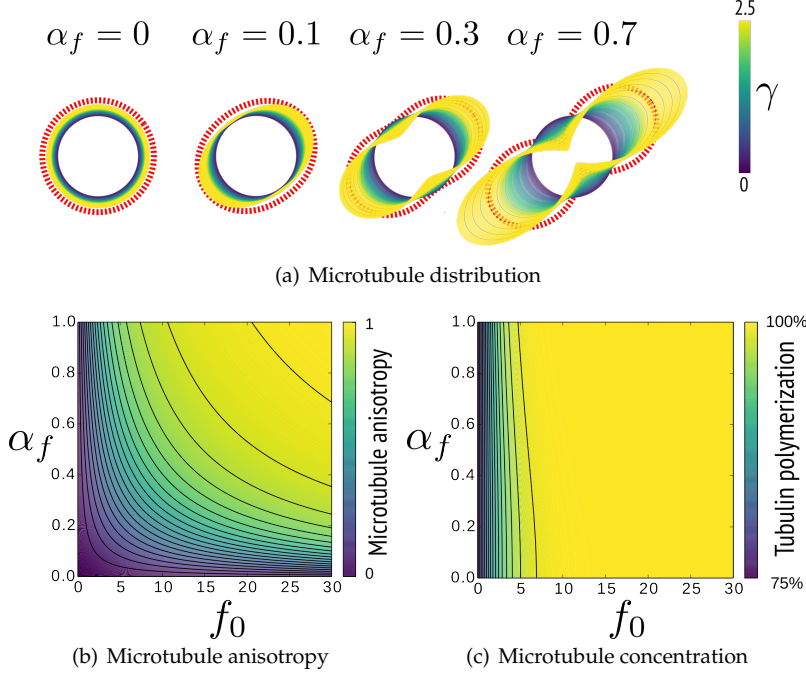 α_f = 0 α_f = 0.1 α_f = 0.3 α_f = 0.7
2.5
γ
0
(a) Microtubule distribution
1.0
0.8
0.6
0.4
0.2
0.0
α_f
0 5 10 15 20 25 30
f_0
1
Microtubule anisotropy
0
(b) Microtubule anisotropy
1.0
0.8
0.6
0.4
0.2
0.0
α_f
0 5 10 15 20 25 30
f_0
100%
Tubulin polymerization
75%
(c) Microtubule concentration